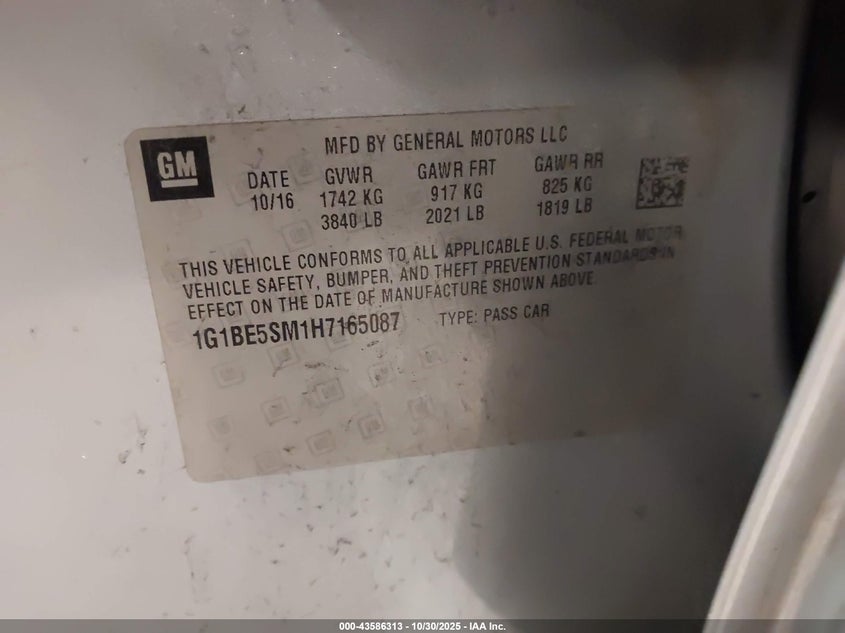 GM
MFD BY GENERAL MOTORS LLC
DATE GVWR GAWR FRT GAWR RR
10/16 1742 KG 917 KG 825 KG
3840 LB 2021 LB 1819 LB
THIS VEHICLE CONFORMS TO ALL APPLICABLE U.S. FEDERAL MOTOR
VEHICLE SAFETY, BUMPER, AND THEFT PREVENTION STANDARDS IN
EFFECT ON THE DATE OF MANUFACTURE SHOWN ABOVE.
1G1BE5SM1H7165087 TYPE: PASS CAR
000-43586313 - 10/30/2025 - IAA Inc.